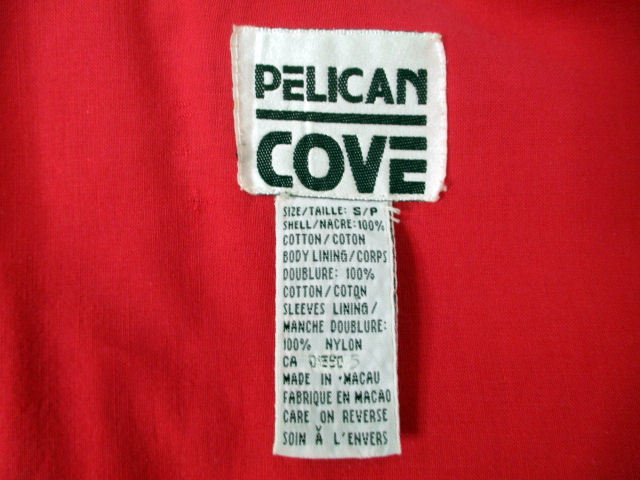 PELICAN
COVE
SIZE/TAILLE: S/P
SHELL/NACRE:100%
COTTON/COTON
BODY LINING/CORPS
DOUBLURE: 100%
COTTON/COTON
SLEEVES LINING/
MANCHE DOUBLURE:
100% NYLON
CA
MADE IN MACAU
FABRIQUE EN MACAO
CARE ON REVERSE
SOIN À L'ENVERS